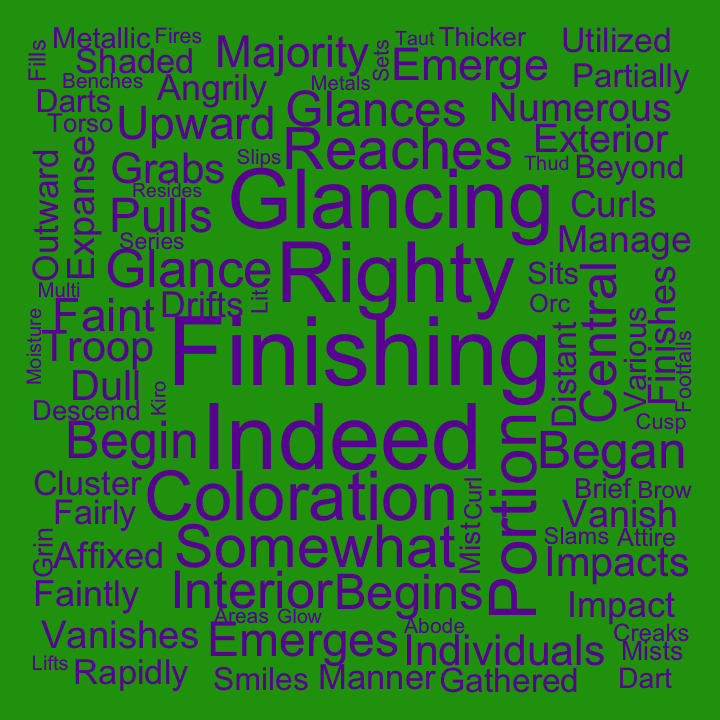 Metallic
Fires
Taut
Thicker
Utilized
Fills
Shaded
Majority
Sets
Emerge
Partially
Benches
Angrily
Metals
Darts
Glances
Numerous
Torso
Upward
Reaches
Exterior
Outward
Expanse
Grabs
Slips
Thud
Beyond
Resides
Glancing
Curls
Pulls
Series
Manage
Glance
Righty
Sits
Multi
Drifts
Lit
Orc
Central
Finishes
Faint
Various
Moisture
Troop
Finishing
Distant
Footfalls
Dull
Kiro
Descend
Indeed
Portion
Cusp
Begin
Began
Cluster
Coloration
Curl
Brief
Brow
Fairly
Vanish
Grin
Affixed
Somewhat
Mist
Slams
Attire
Impacts
Faintly
Interior
Begins
Impact
Areas
Glow
Abode
Creaks
Vanishes
Emerges
Individuals
Mists
Lifts
Rapidly
Smiles
Manner
Gathered
Dart